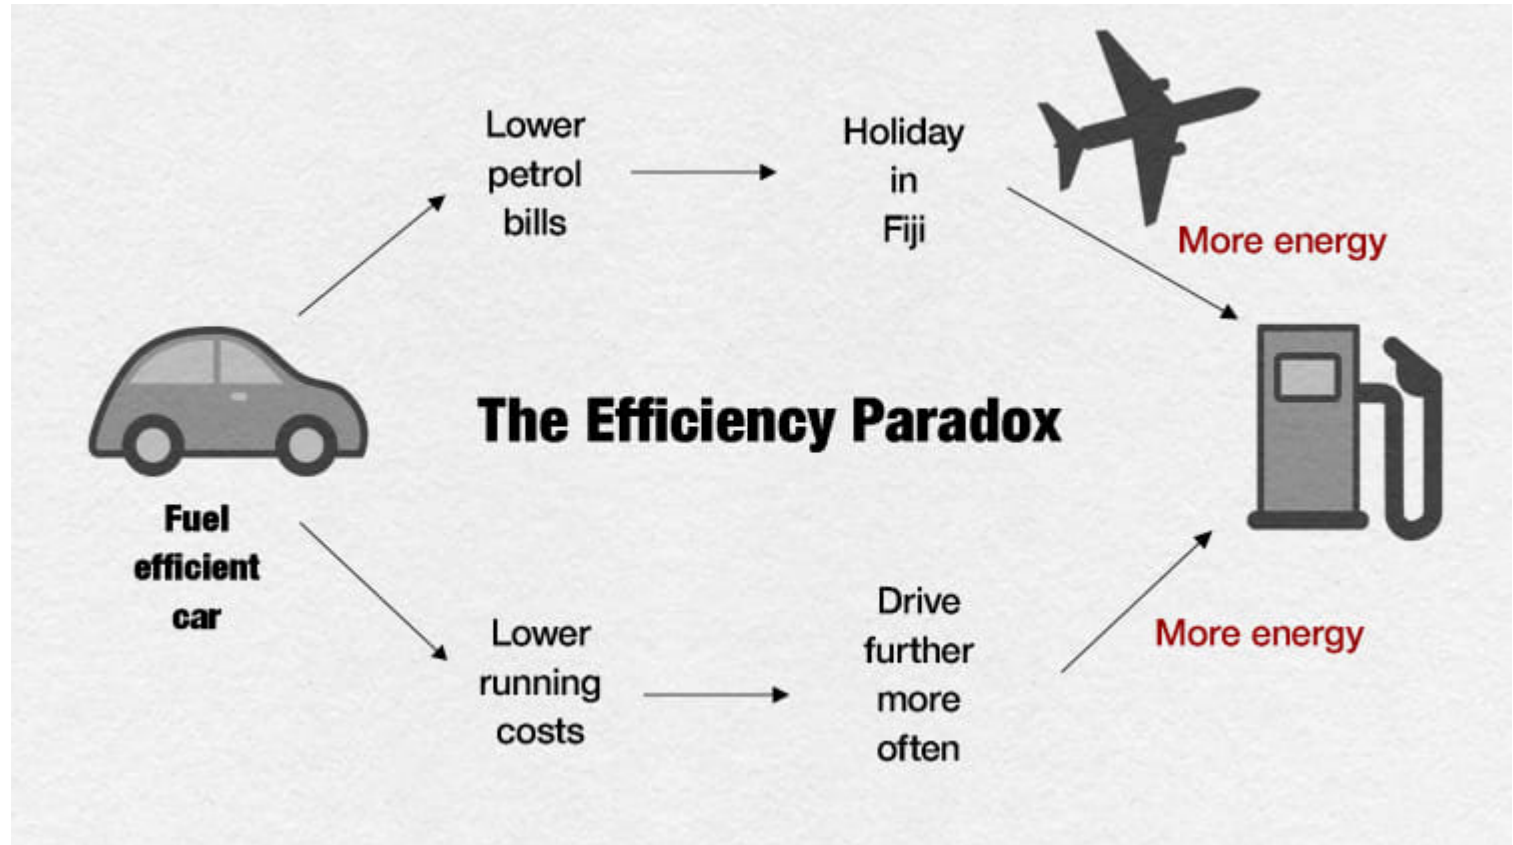 Lower
petrol
bills
Holiday
in
Fiji
More energy
The Efficiency Paradox
Fuel
efficient
car
Lower
running
costs
Drive
further
more
often
More energy